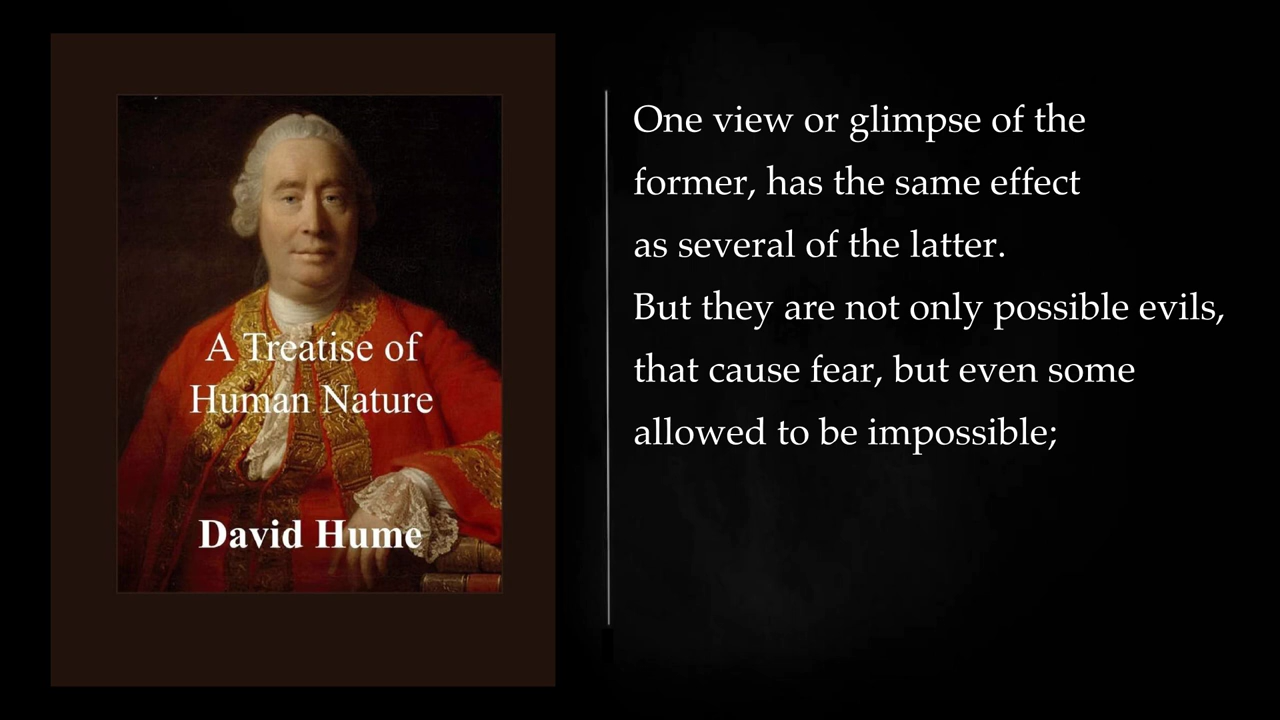 A Treatise of
Human Nature
David Hume
One view or glimpse of the
former, has the same effect
as several of the latter.
But they are not only possible evils,
that cause fear, but even some
allowed to be impossible;